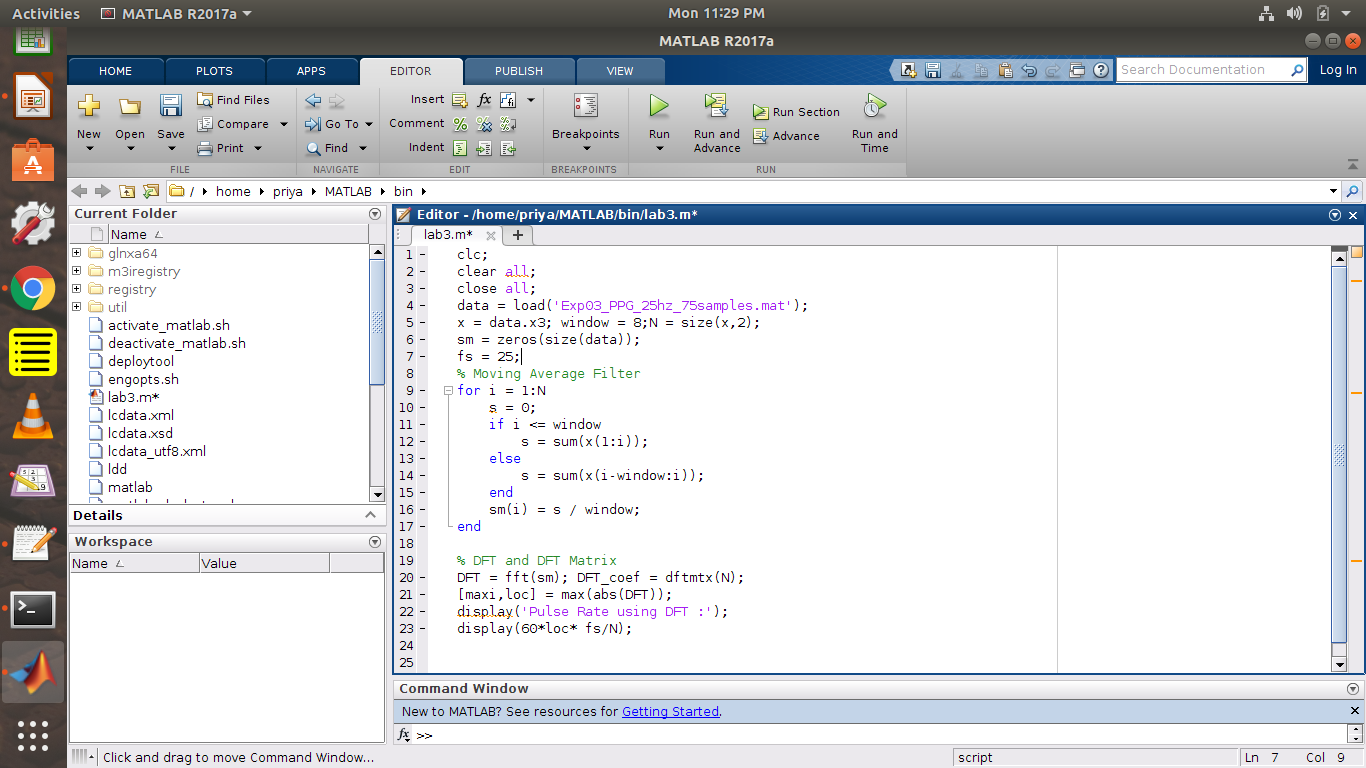 Activities MATLAB R2017a Mon 11:29 PM
MATLAB R2017a
HOME PLOTS APPS EDITOR PUBLISH VIEW Search Documentation Log In
New Open Save Find Files Compare Print
FILE
Go To Find
NAVIGATE
Insert fx
Comment
Indent
EDIT
Breakpoints
BREAKPOINTS
Run Run and Advance Run Section Advance Run and Time
RUN
/ home priya MATLAB bin
Current Folder
Name
glnxa64
m3iregistry
registry
util
activate_matlab.sh
deactivate_matlab.sh
deploytool
engopts.sh
lab3.m*
lcdata.xml
lcdata.xsd
lcdata_utf8.xml
ldd
matlab
Details
Workspace
Name Value
Editor - /home/priya/MATLAB/bin/lab3.m*
lab3.m* +
1 - clc;
2 - clear all;
3 - close all;
4 - data = load('Exp03_PPG_25hz_75samples.mat');
5 - x = data.x3; window = 8;N = size(x,2);
6 - sm = zeros(size(data));
7 - fs = 25;
8 % Moving Average Filter
9 - for i = 1:N
10 - s = 0;
11 - if i <= window
12 - s = sum(x(1:i));
13 - else
14 - s = sum(x(i-window:i));
15 - end
16 - sm(i) = s / window;
17 - end
18
19 % DFT and DFT Matrix
20 - DFT = fft(sm); DFT_coef = dftmtx(N);
21 - [maxi,loc] = max(abs(DFT));
22 - display('Pulse Rate using DFT :');
23 - display(60*loc* fs/N);
24
25
Command Window
New to MATLAB? See resources for Getting Started.
fx >>
Click and drag to move Command Window... script Ln 7 Col 9